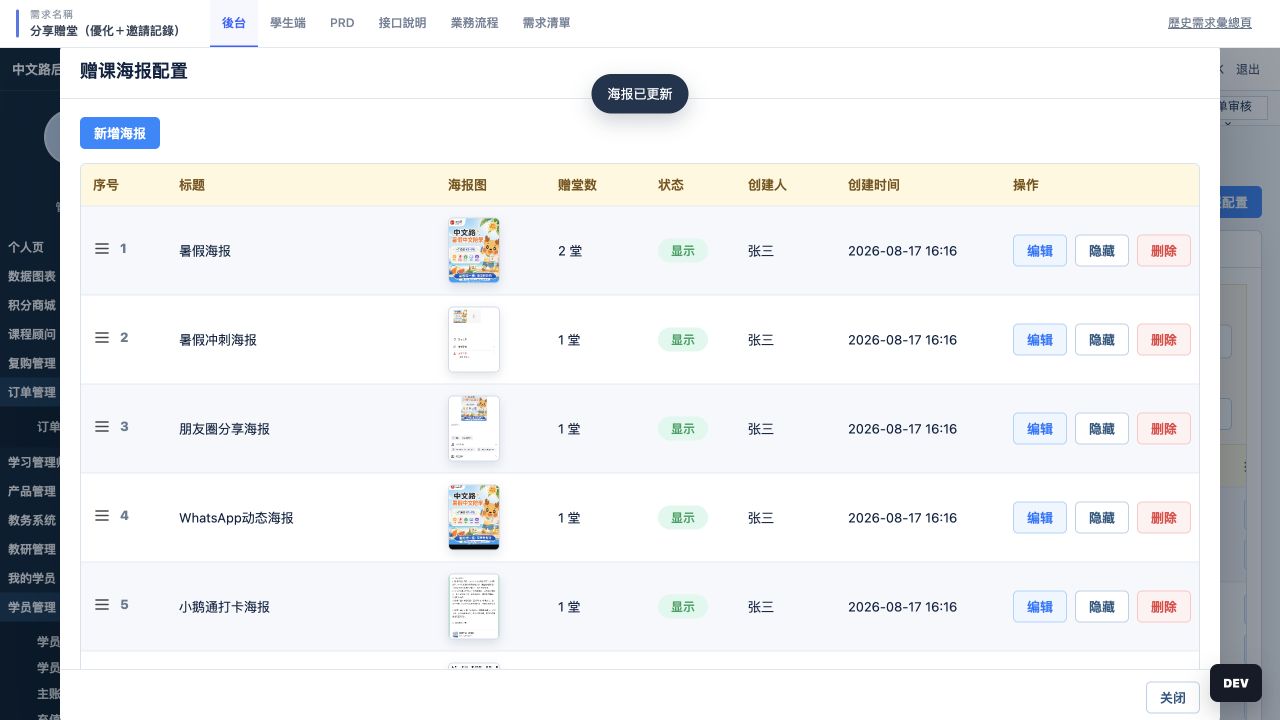 需求名稱
分享贈堂（優化＋邀請記錄）
後台
學生端
PRD
接口說明
業務流程
需求清單
歷史需求彙總頁
中文路后
退出
单审核
配置
个人页
数据图表
积分商城
课程顾问
复购管理
订单管理
订单
学习管理
产品管理
教务系统
教研管理
我的学员
学员管理
学员
学员
主账
赠课海报配置
海报已更新
新增海报
序号 标题 海报图 赠堂数 状态 创建人 创建时间 操作
1 暑假海报 中文路 2 堂 显示 张三 2026-08-17 16:16 编辑 隐藏 删除
2 暑假冲刺海报 1 堂 显示 张三 2026-08-17 16:16 编辑 隐藏 删除
3 朋友圈分享海报 1 堂 显示 张三 2026-08-17 16:16 编辑 隐藏 删除
4 WhatsApp动态海报 中文路 1 堂 显示 张三 2026-08-17 16:16 编辑 隐藏 删除
5 小鹅通打卡海报 1 堂 显示 张三 2026-08-17 16:16 编辑 隐藏 删除
关闭
DEV